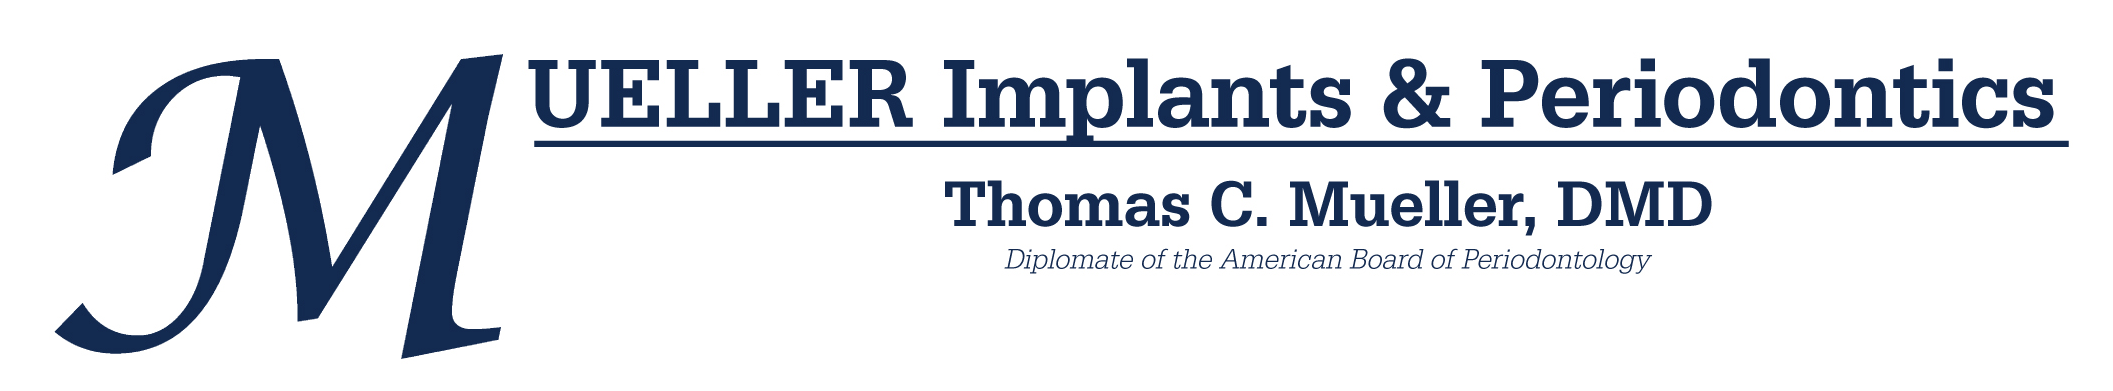 MUELLER Implants & Periodontics
Thomas C. Mueller, DMD
Diplomate of the American Board of Periodontology